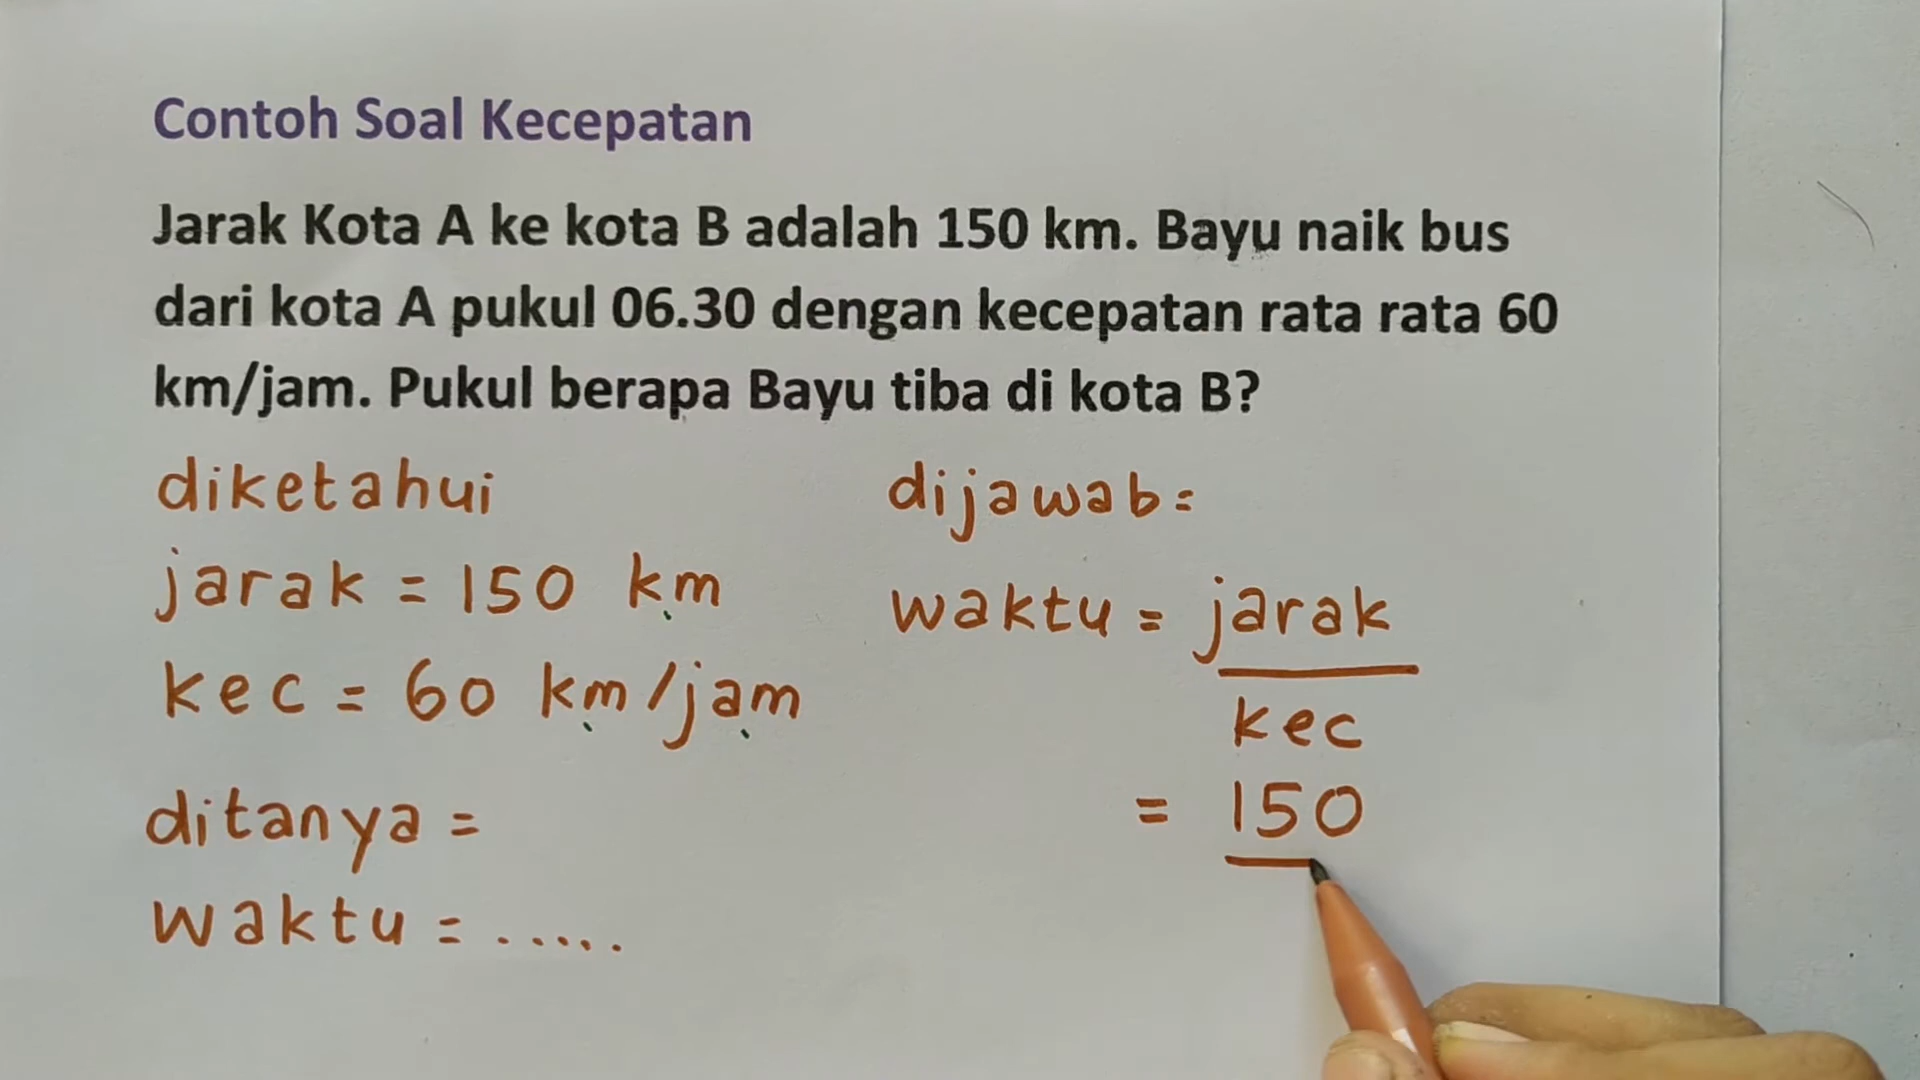 Contoh Soal Kecepatan
Jarak Kota A ke kota B adalah 150 km. Bayu naik bus
dari kota A pukul 06.30 dengan kecepatan rata rata 60
km/jam. Pukul berapa Bayu tiba di kota B?
diketahui
jarak = 150 km
kec = 60 km/jam
ditanya =
waktu = .....
dijawab =
waktu = jarak
kec
= 150